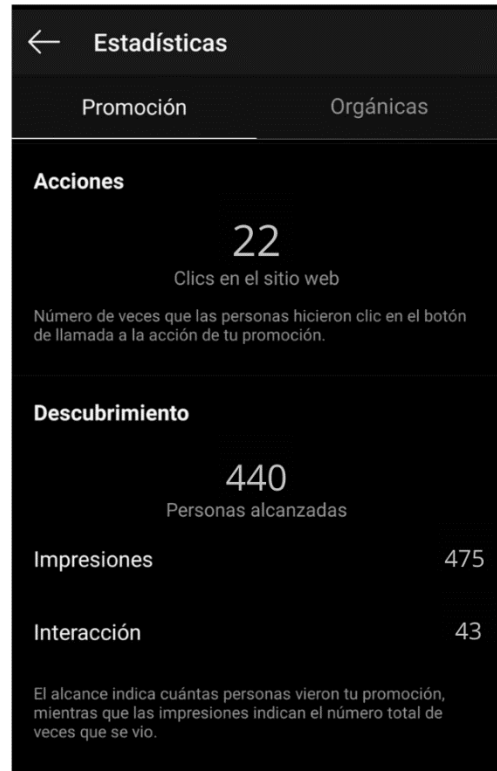 Estadísticas
Promoción Orgánicas
Acciones
22
Clics en el sitio web
Número de veces que las personas hicieron clic en el botón
de llamada a la acción de tu promoción.
Descubrimiento
440
Personas alcanzadas
Impresiones 475
Interacción 43
El alcance indica cuántas personas vieron tu promoción,
mientras que las impresiones indican el número total de
veces que se vio.